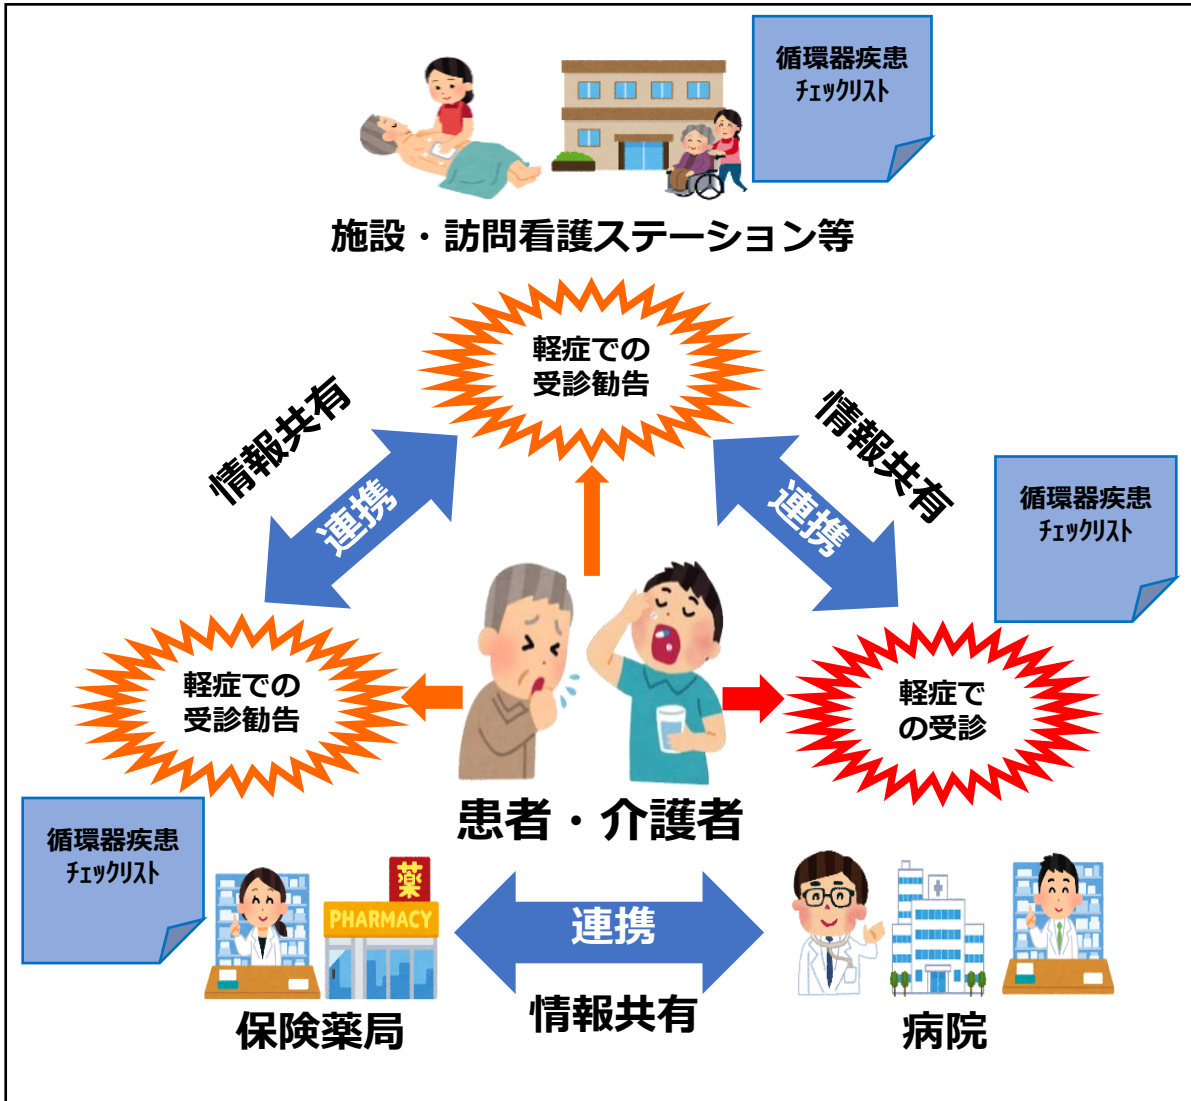 循環器疾患
ﾁｪｯｸﾘｽﾄ
施設・訪問看護ステーション等
軽症での
受診勧告
情報共有
連携
情報共有
連携
循環器疾患
ﾁｪｯｸﾘｽﾄ
軽症での
受診勧告
軽症で
の受診
患者・介護者
循環器疾患
ﾁｪｯｸﾘｽﾄ
薬
PHARMACY
連携
情報共有
保険薬局
病院